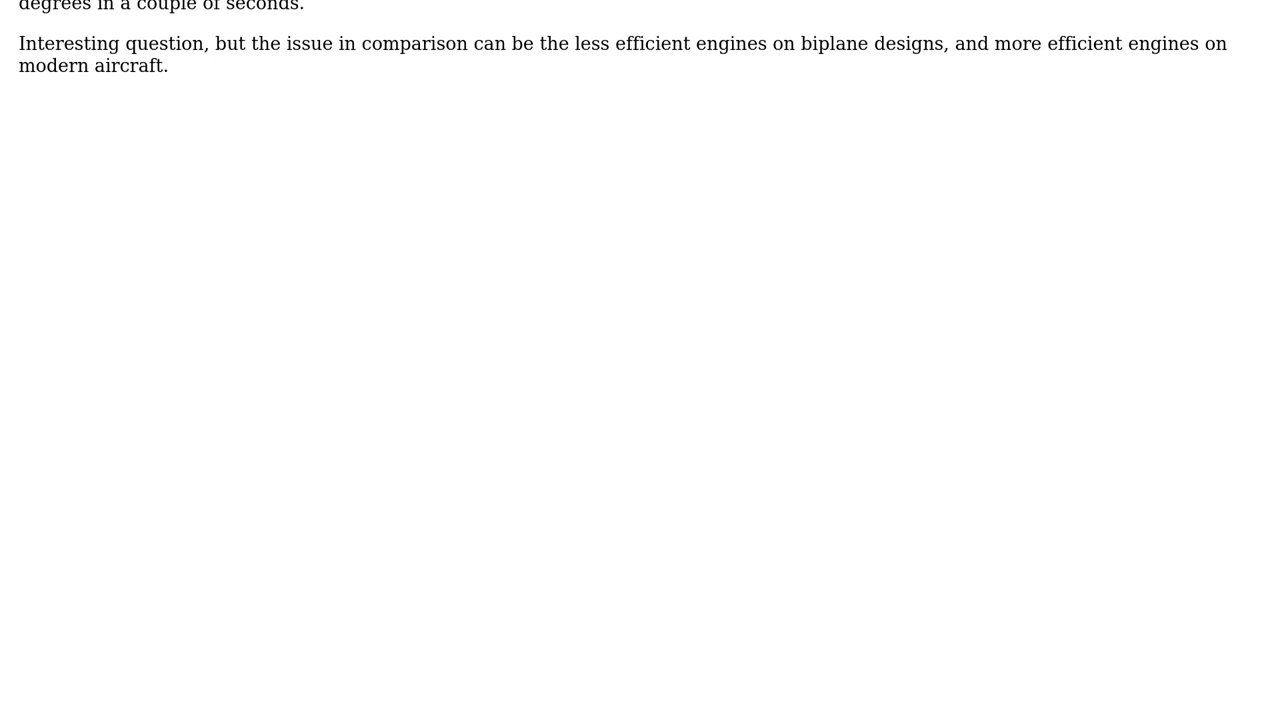 degrees in a couple of seconds.
Interesting question, but the issue in comparison can be the less efficient engines on biplane designs, and more efficient engines on
modern aircraft.